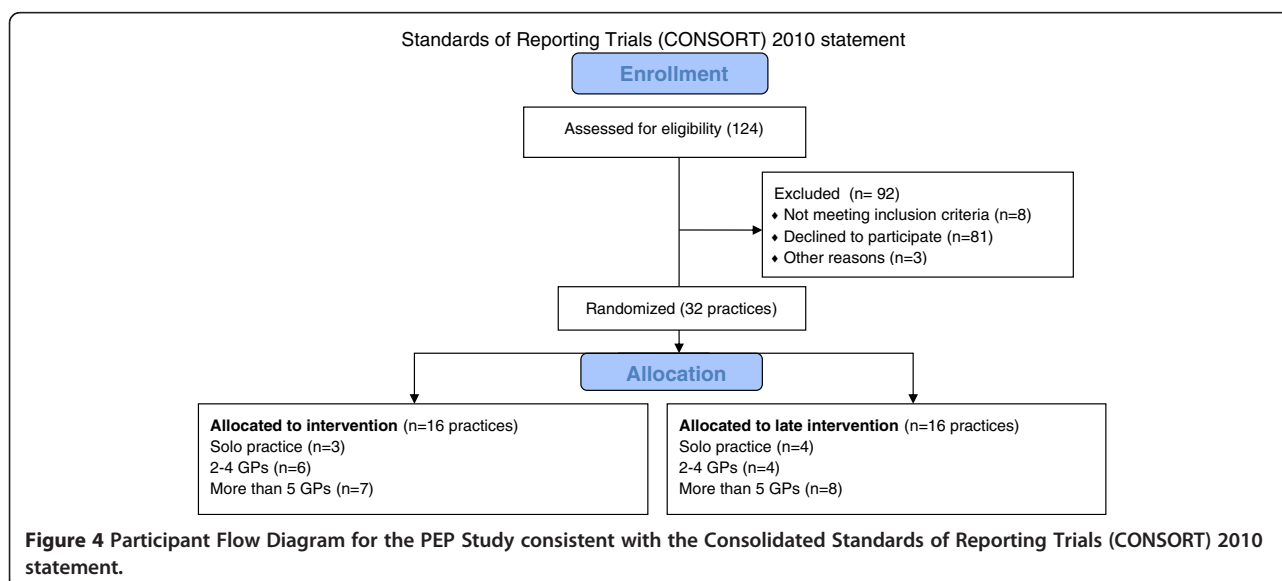 Standards of Reporting Trials (CONSORT) 2010 statement
Enrollment
Assessed for eligibility (124)
Excluded (n= 92)
♦ Not meeting inclusion criteria (n=8)
♦ Declined to participate (n=81)
♦ Other reasons (n=3)
Randomized (32 practices)
Allocation
Allocated to intervention (n=16 practices)
Solo practice (n=3)
2-4 GPs (n=6)
More than 5 GPs (n=7)
Allocated to late intervention (n=16 practices)
Solo practice (n=4)
2-4 GPs (n=4)
More than 5 GPs (n=8)
Figure 4 Participant Flow Diagram for the PEP Study consistent with the Consolidated Standards of Reporting Trials (CONSORT) 2010
statement.